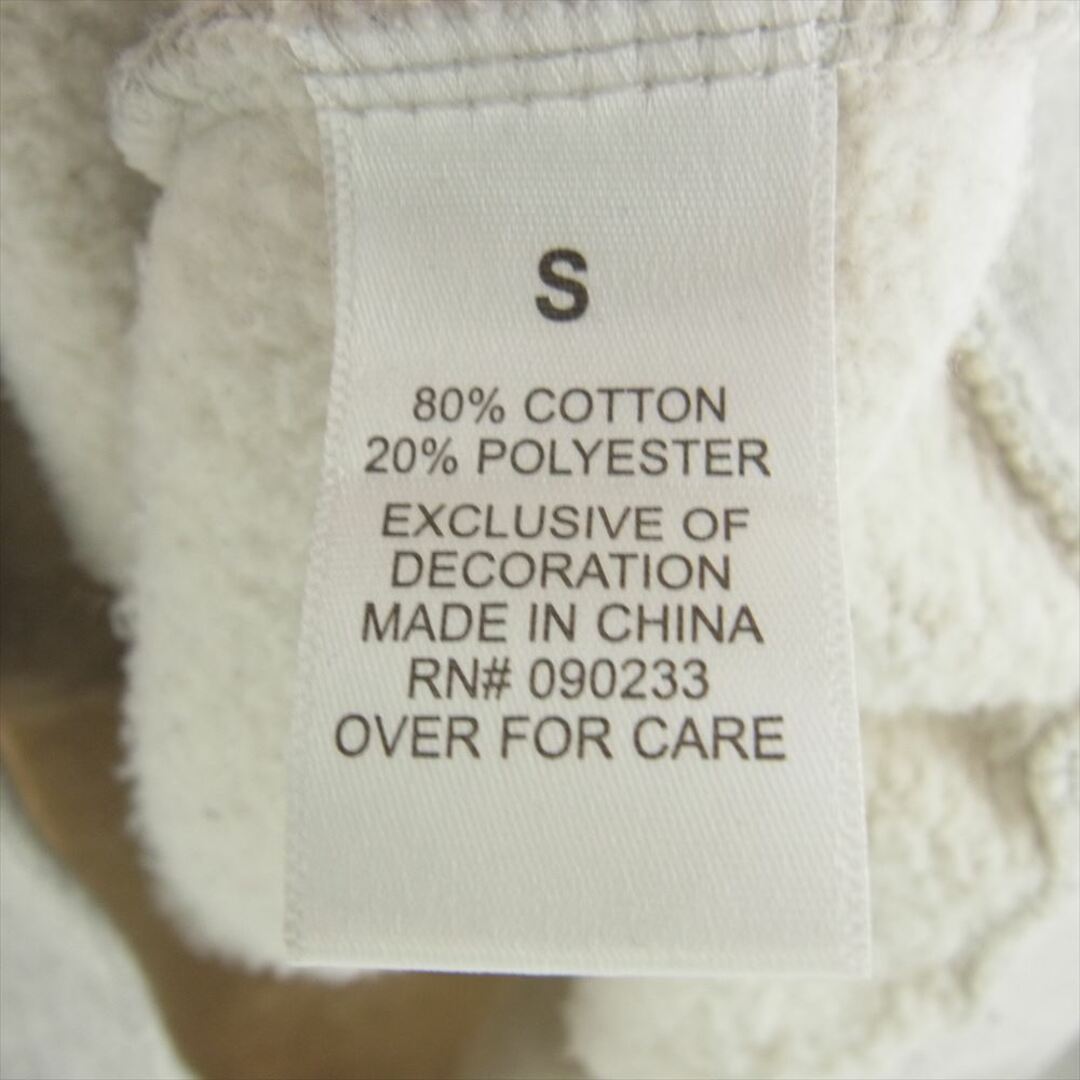 S
80% COTTON
20% POLYESTER
EXCLUSIVE OF
DECORATION
MADE IN CHINA
RN# 090233
OVER FOR CARE